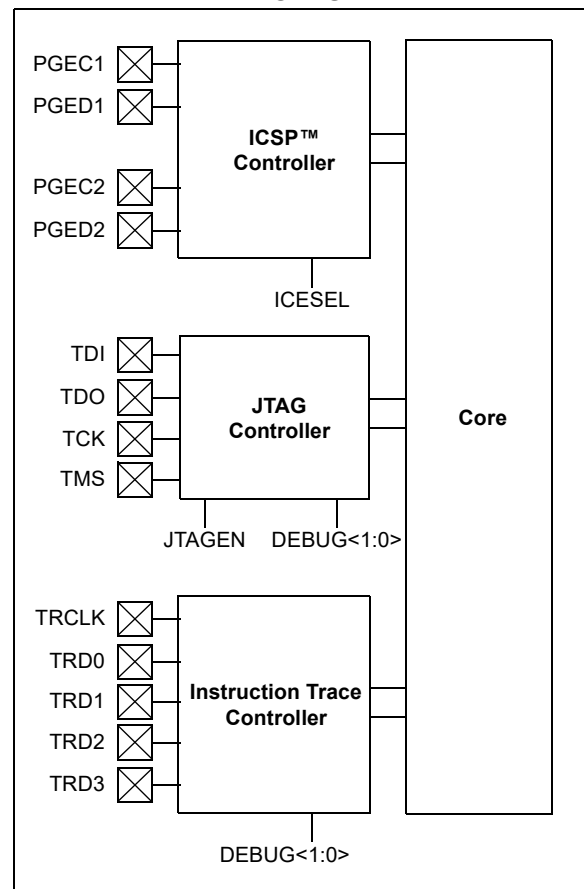 PGEC1
PGED1
ICSP™
Controller
PGEC2
PGED2
ICESEL
TDI
TDO
TCK
TMS
JTAG
Controller
Core
JTAGEN DEBUG<1:0>
TRCLK
TRD0
TRD1
TRD2
TRD3
Instruction Trace
Controller
DEBUG<1:0>